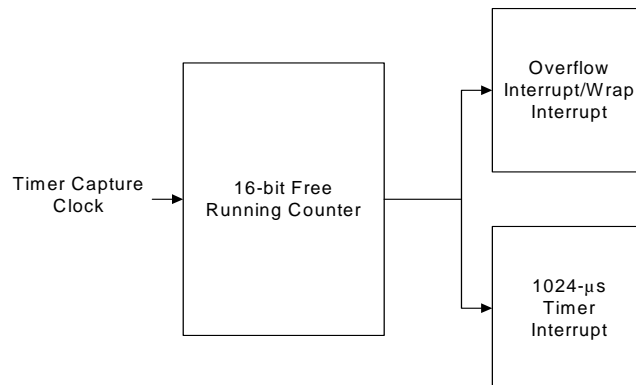 Overflow
Interrupt/Wrap
Interrupt
Timer Capture
Clock
16-bit Free
Running Counter
1024-μs
Timer
Interrupt